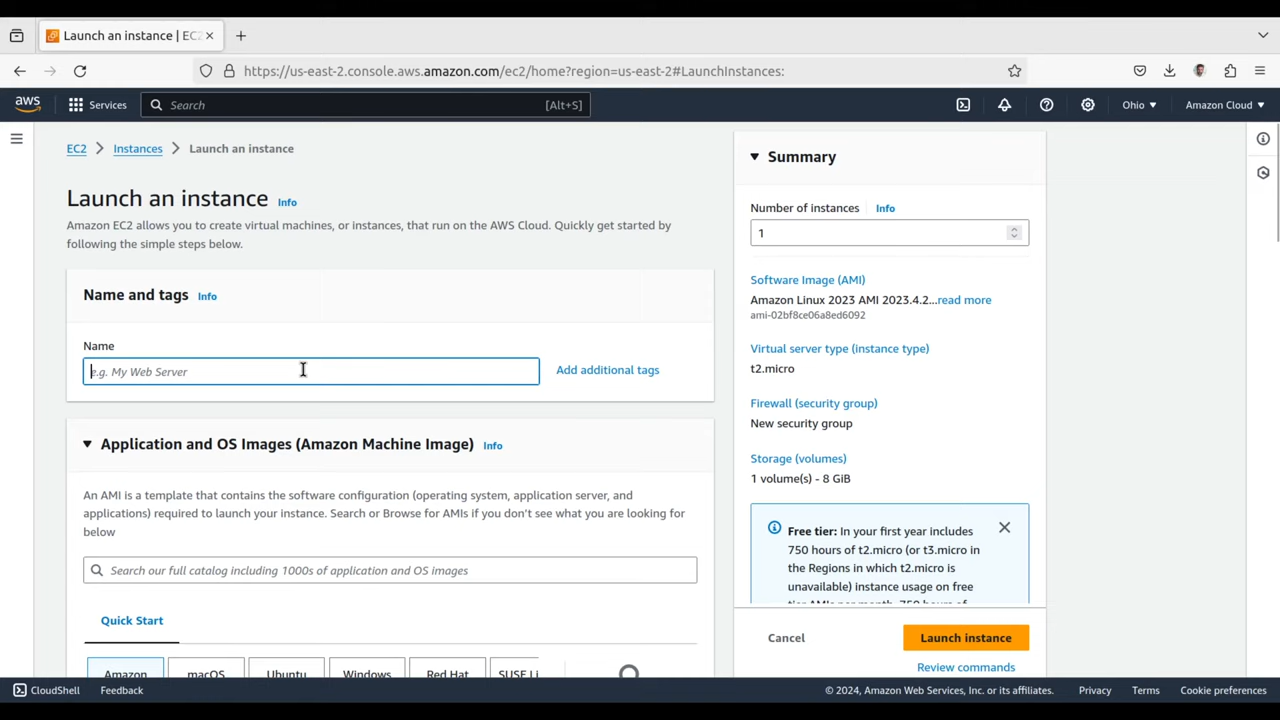 Launch an instance | EC
https://us-east-2.console.aws.amazon.com/ec2/home?region=us-east-2#LaunchInstances:
aws
Services
Search
[Alt+S]
Ohio
Amazon Cloud
EC2
Instances
Launch an instance
Launch an instance
Info
Amazon EC2 allows you to create virtual machines, or instances, that run on the AWS Cloud. Quickly get started by
following the simple steps below.
Name and tags
Info
Name
e.g. My Web Server
Add additional tags
Application and OS Images (Amazon Machine Image)
Info
An AMI is a template that contains the software configuration (operating system, application server, and
applications) required to launch your instance. Search or Browse for AMIs if you don't see what you are looking for
below
Search our full catalog including 1000s of application and OS images
Quick Start
Amazon
macOS
Ubuntu
Windows
Red Hat
SUSE Li
Summary
Number of instances
Info
1
Software Image (AMI)
Amazon Linux 2023 AMI 2023.4.2...read more
ami-02bf8ce06a8ed6092
Virtual server type (instance type)
t2.micro
Firewall (security group)
New security group
Storage (volumes)
1 volume(s) - 8 GiB
Free tier: In your first year includes
750 hours of t2.micro (or t3.micro in
the Regions in which t2.micro is
unavailable) instance usage on free
tier AMIs per month, 750 hours of
Cancel
Launch instance
Review commands
CloudShell
Feedback
© 2024, Amazon Web Services, Inc. or its affiliates.
Privacy
Terms
Cookie preferences